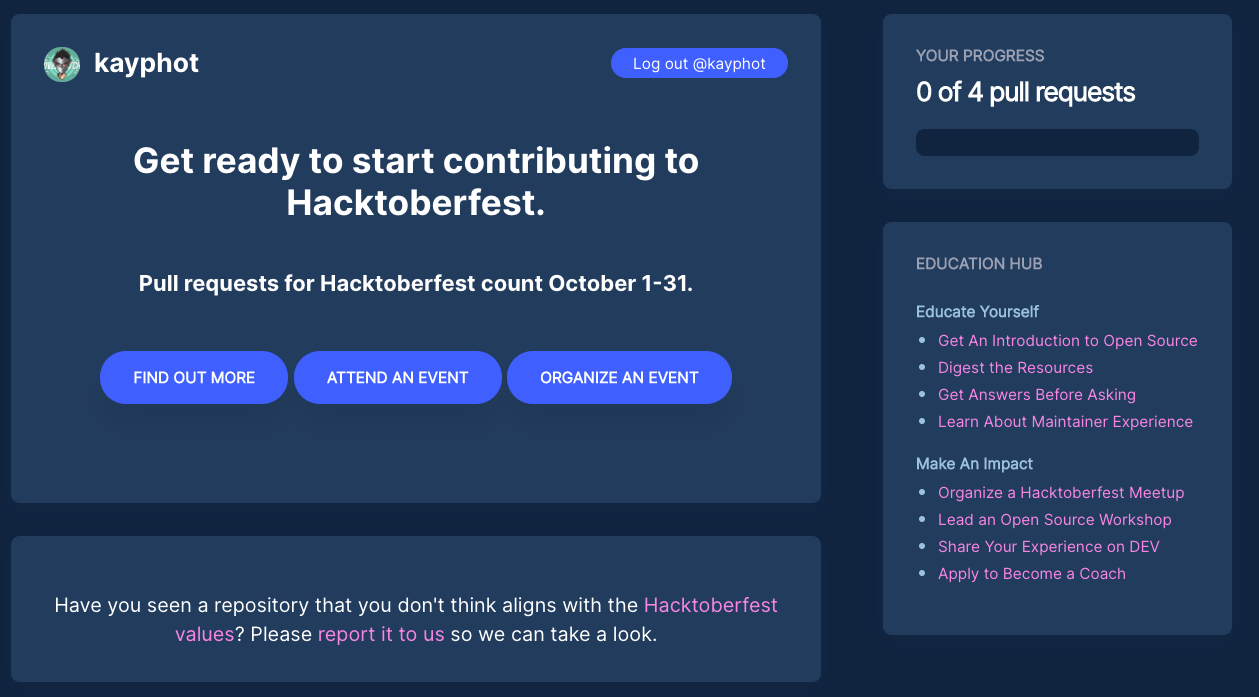 kayphot
Log out @kayphot
Get ready to start contributing to
Hacktoberfest.
Pull requests for Hacktoberfest count October 1-31.
FIND OUT MORE
ATTEND AN EVENT
ORGANIZE AN EVENT
Have you seen a repository that you don't think aligns with the Hacktoberfest
values? Please report it to us so we can take a look.
YOUR PROGRESS
0 of 4 pull requests
EDUCATION HUB
Educate Yourself
Get An Introduction to Open Source
Digest the Resources
Get Answers Before Asking
Learn About Maintainer Experience
Make An Impact
Organize a Hacktoberfest Meetup
Lead an Open Source Workshop
Share Your Experience on DEV
Apply to Become a Coach